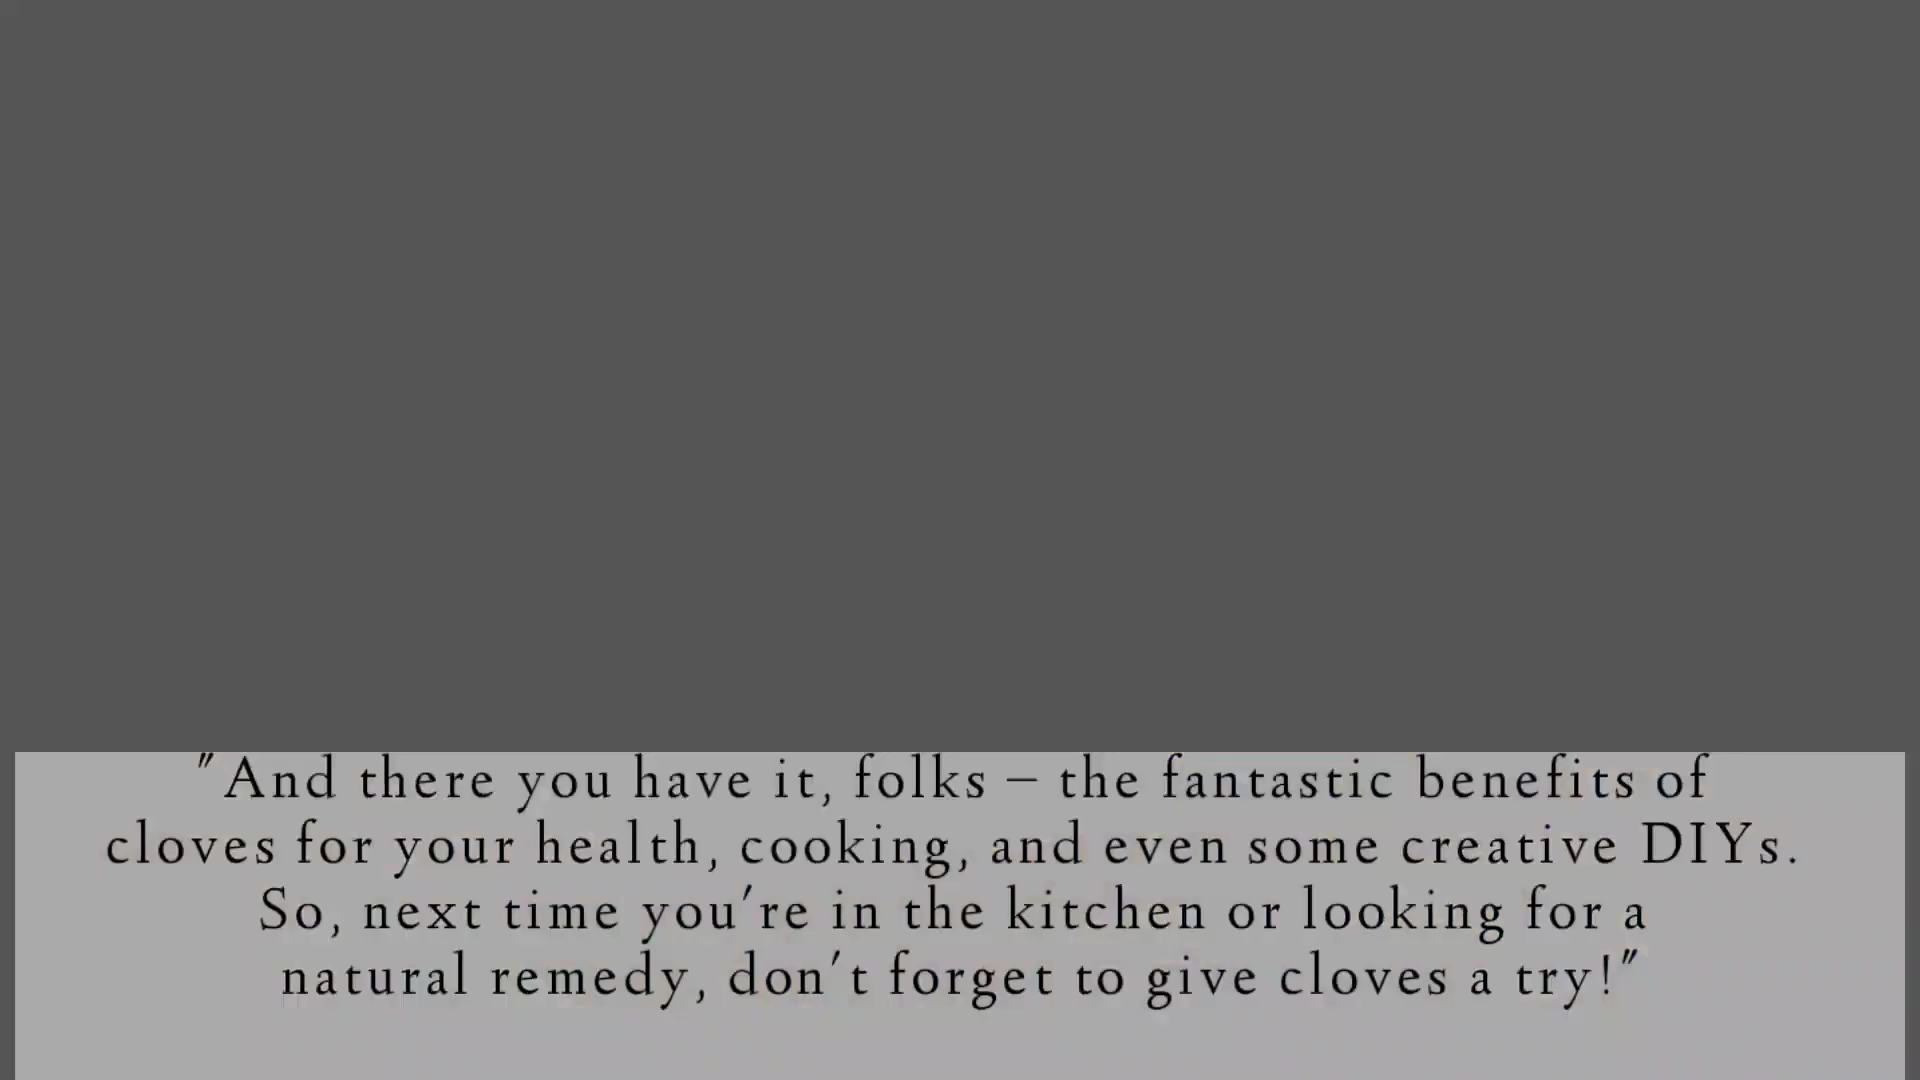 "And there you have it, folks – the fantastic benefits of
cloves for your health, cooking, and even some creative DIYs.
So, next time you're in the kitchen or looking for a
natural remedy, don't forget to give cloves a try!"